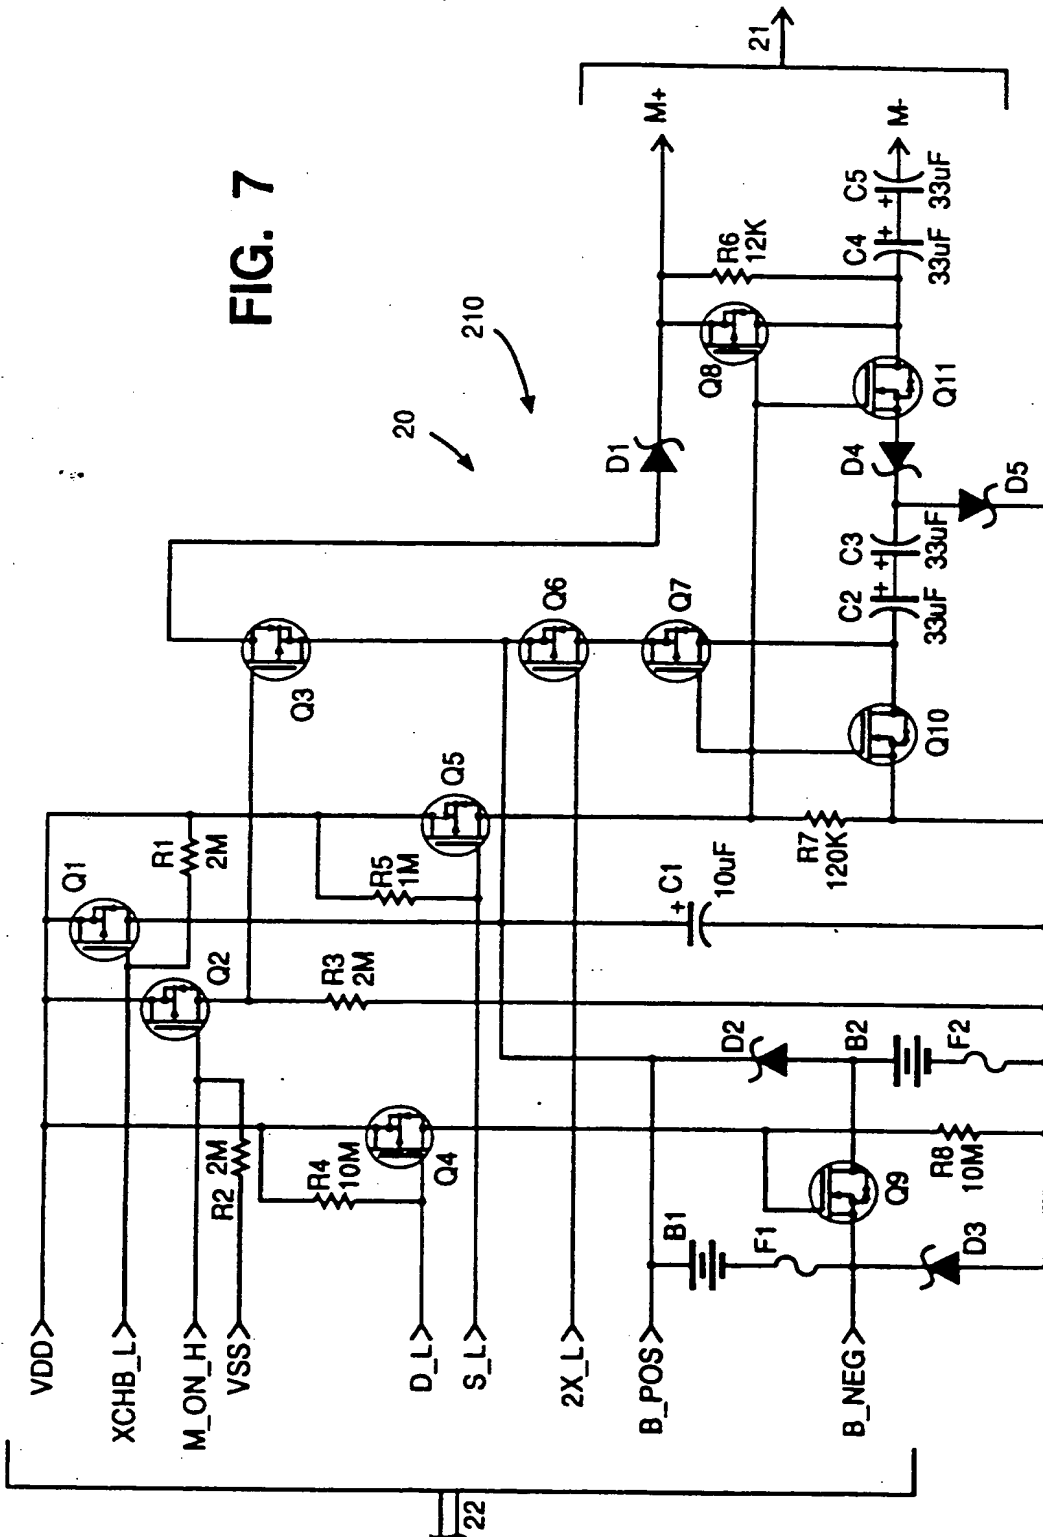 FIG. 7
20
210
21
22
VDD
XCHB_L
M_ON_H
VSS
D_L
S_L
2X_L
B_POS
B_NEG
Q1
R1
2M
Q2
R2
2M
R3
2M
R4
10M
Q4
R5
1M
Q5
Q3
Q6
Q7
D1
M+
Q8
R6
12K
C1
+
10uF
R7
120K
Q10
C2
+
33uF
C3
+
33uF
D4
D5
Q11
C4
+
33uF
C5
+
33uF
M-
B1
F1
D2
B2
F2
Q9
R8
10M
D3